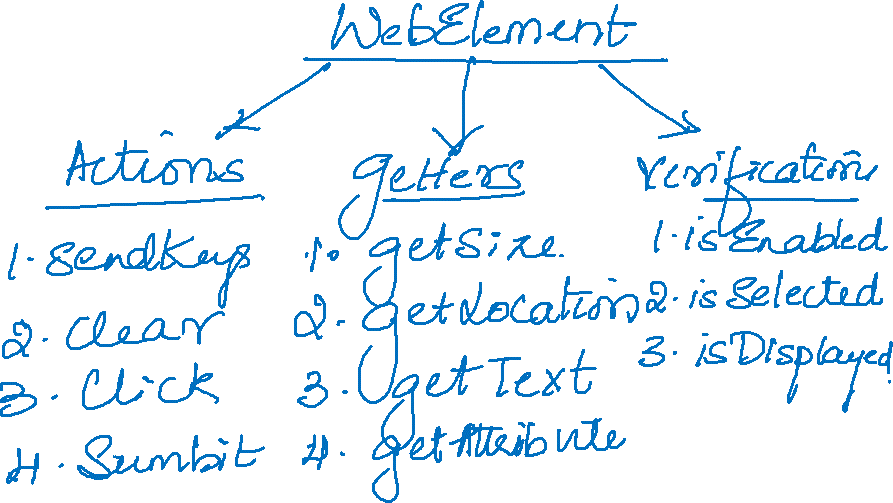 WebElement
Actions
1. Sendkeys
2. Clear
3. Click
4. Sumbit
getters
1. getSize.
2. getLocation
3. getText
4. getAttribute
Verification
1. isEnabled
2. isSelected
3. isDisplayed.